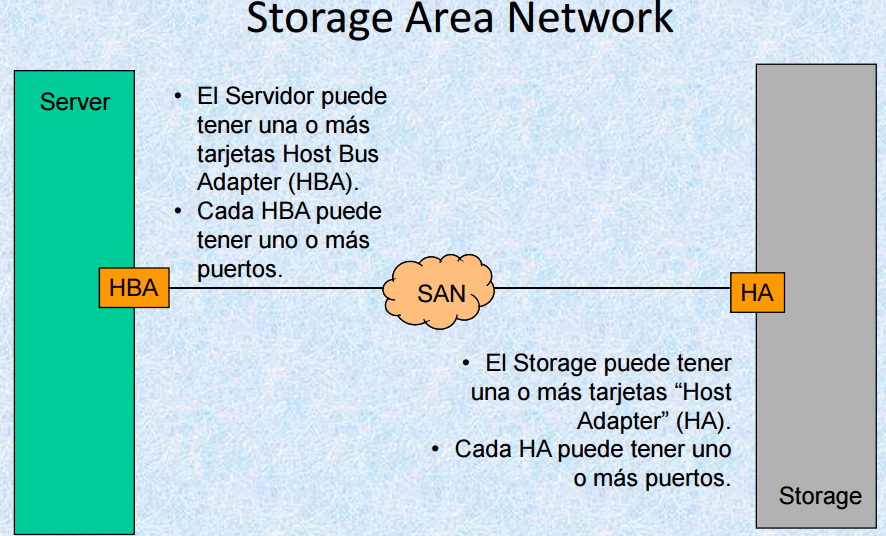 Storage Area Network
Server
• El Servidor puede
tener una o más
tarjetas Host Bus
Adapter (HBA).
• Cada HBA puede
tener uno o más
puertos.
HBA
SAN
HA
• El Storage puede tener
una o más tarjetas “Host
Adapter” (HA).
• Cada HA puede tener uno
o más puertos.
Storage